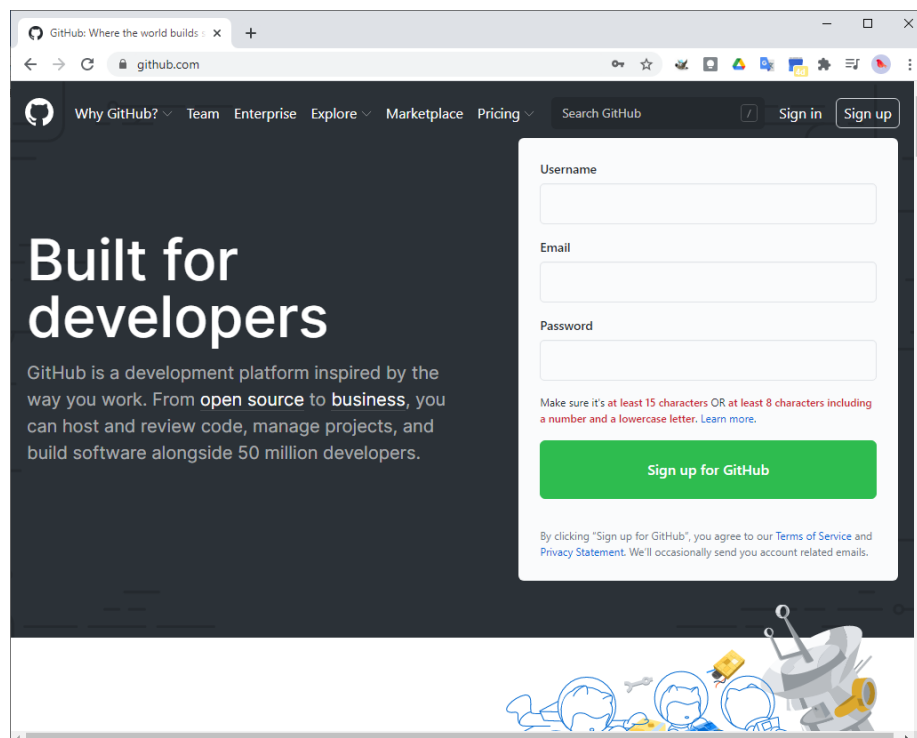 GitHub: Where the world builds s
github.com
Why GitHub? Team Enterprise Explore Marketplace Pricing Search GitHub / Sign in Sign up
Username
Email
Password
Make sure it's at least 15 characters OR at least 8 characters including
a number and a lowercase letter. Learn more.
Sign up for GitHub
By clicking "Sign up for GitHub", you agree to our Terms of Service and
Privacy Statement. We'll occasionally send you account related emails.
Built for
developers
GitHub is a development platform inspired by the
way you work. From open source to business, you
can host and review code, manage projects, and
build software alongside 50 million developers.